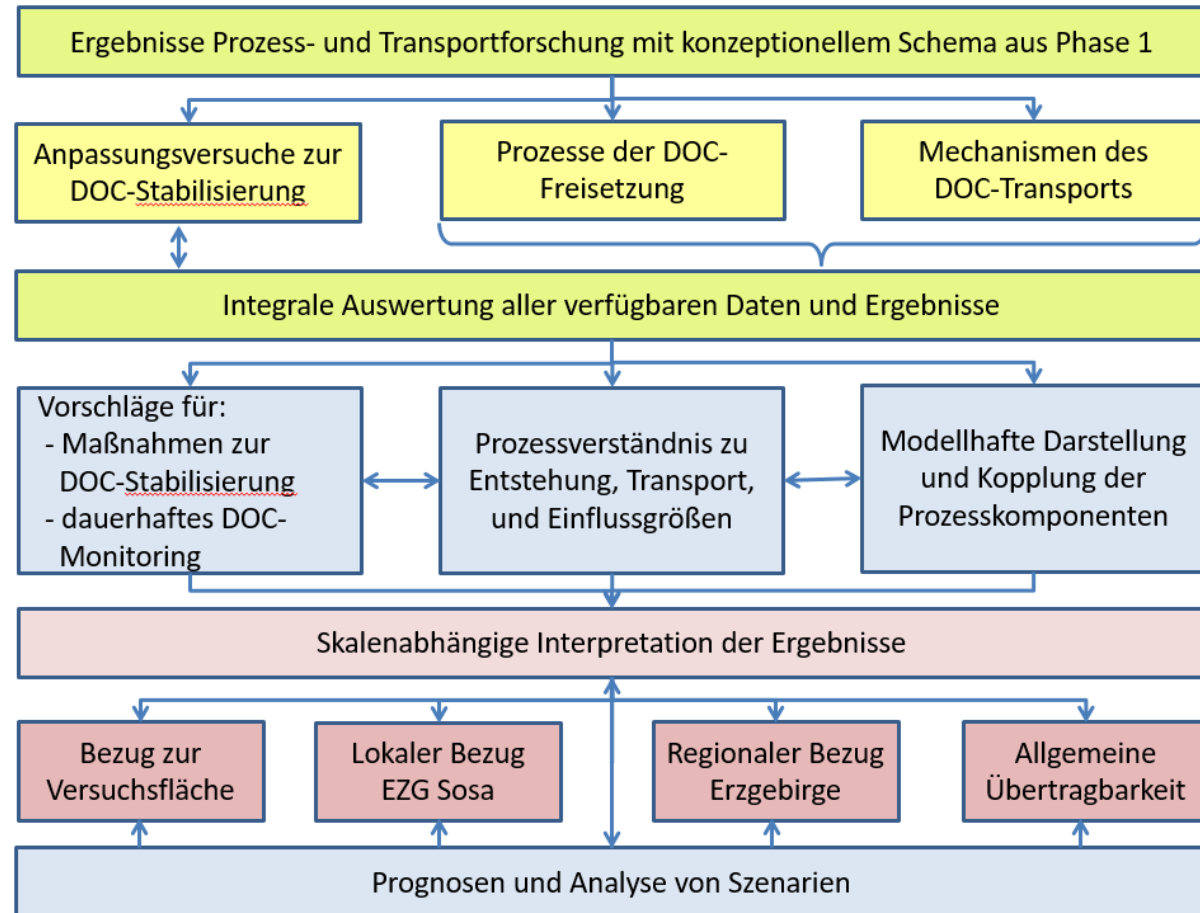 Ergebnisse Prozess- und Transportforschung mit konzeptionellem Schema aus Phase 1
Anpassungsversuche zur
DOC-Stabilisierung
Prozesse der DOC-
Freisetzung
Mechanismen des
DOC-Transports
Integrale Auswertung aller verfügbaren Daten und Ergebnisse
Vorschläge für:
- Maßnahmen zur
DOC-Stabilisierung
- dauerhaftes DOC-
Monitoring
Prozessverständnis zu
Entstehung, Transport,
und Einflussgrößen
Modellhafte Darstellung
und Kopplung der
Prozesskomponenten
Skalenabhängige Interpretation der Ergebnisse
Bezug zur
Versuchsfläche
Lokaler Bezug
EZG Sosa
Regionaler Bezug
Erzgebirge
Allgemeine
Übertragbarkeit
Prognosen und Analyse von Szenarien